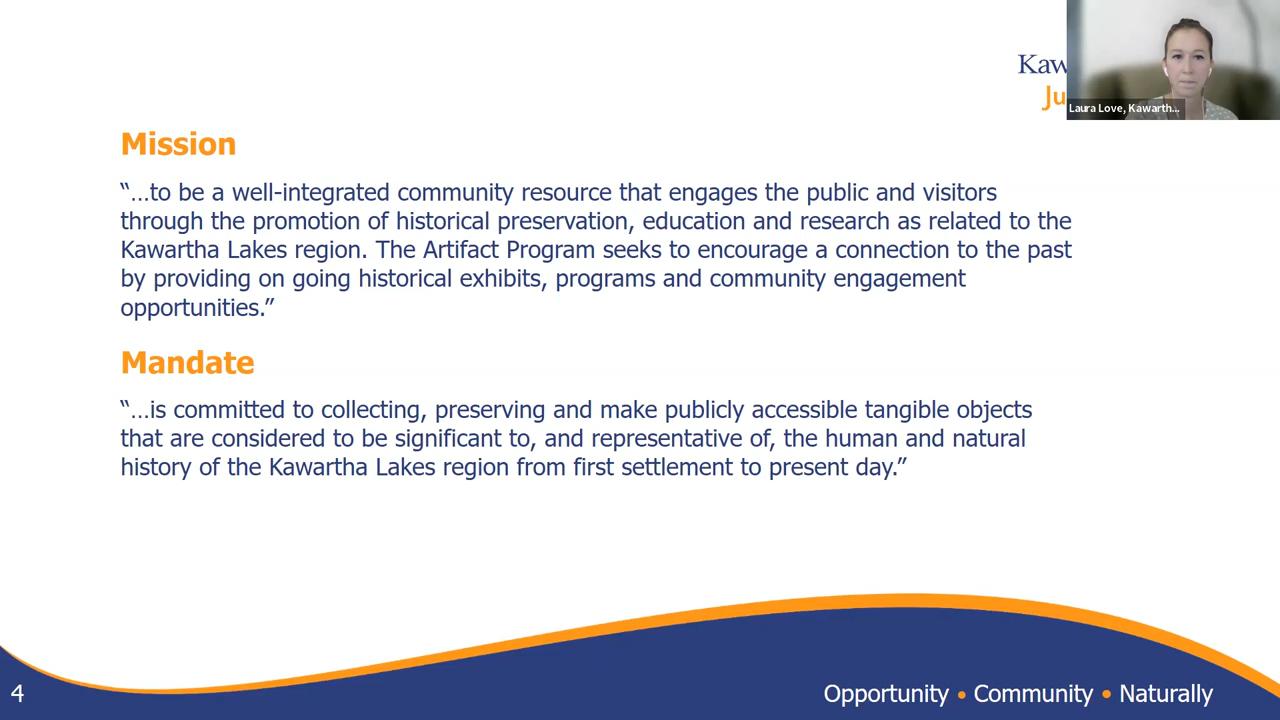 Kaw
Ju
Laura Love, Kawarth...
Mission
“…to be a well-integrated community resource that engages the public and visitors
through the promotion of historical preservation, education and research as related to the
Kawartha Lakes region. The Artifact Program seeks to encourage a connection to the past
by providing on going historical exhibits, programs and community engagement
opportunities.”
Mandate
“…is committed to collecting, preserving and make publicly accessible tangible objects
that are considered to be significant to, and representative of, the human and natural
history of the Kawartha Lakes region from first settlement to present day.”
4
Opportunity • Community • Naturally